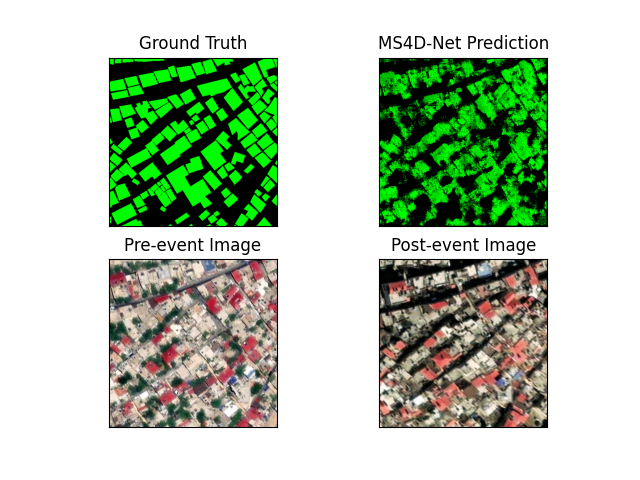 Ground Truth
MS4D-Net Prediction
Pre-event Image
Post-event Image